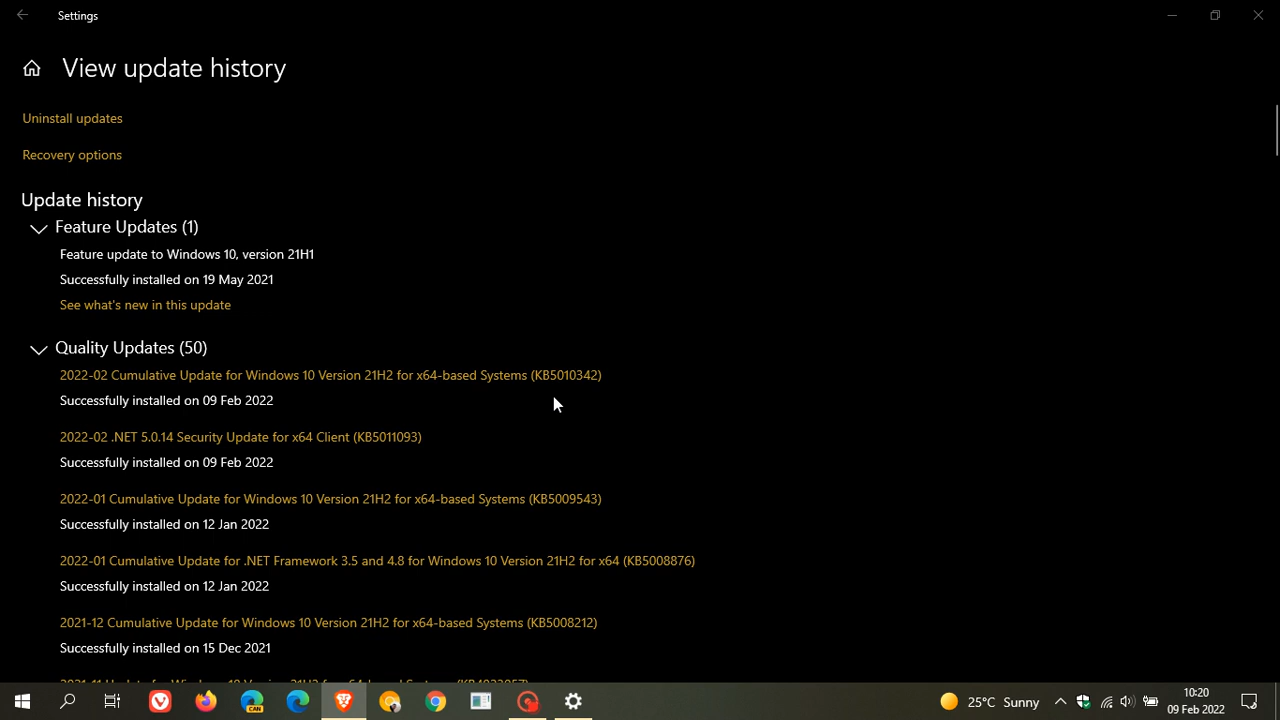 Settings
View update history
Uninstall updates
Recovery options
Update history
Feature Updates (1)
Feature update to Windows 10, version 21H1
Successfully installed on 19 May 2021
See what's new in this update
Quality Updates (50)
2022-02 Cumulative Update for Windows 10 Version 21H2 for x64-based Systems (KB5010342)
Successfully installed on 09 Feb 2022
2022-02 .NET 5.0.14 Security Update for x64 Client (KB5011093)
Successfully installed on 09 Feb 2022
2022-01 Cumulative Update for Windows 10 Version 21H2 for x64-based Systems (KB5009543)
Successfully installed on 12 Jan 2022
2022-01 Cumulative Update for .NET Framework 3.5 and 4.8 for Windows 10 Version 21H2 for x64 (KB5008876)
Successfully installed on 12 Jan 2022
2021-12 Cumulative Update for Windows 10 Version 21H2 for x64-based Systems (KB5008212)
Successfully installed on 15 Dec 2021
CAN
25°C Sunny
00:20
09 Feb 2022